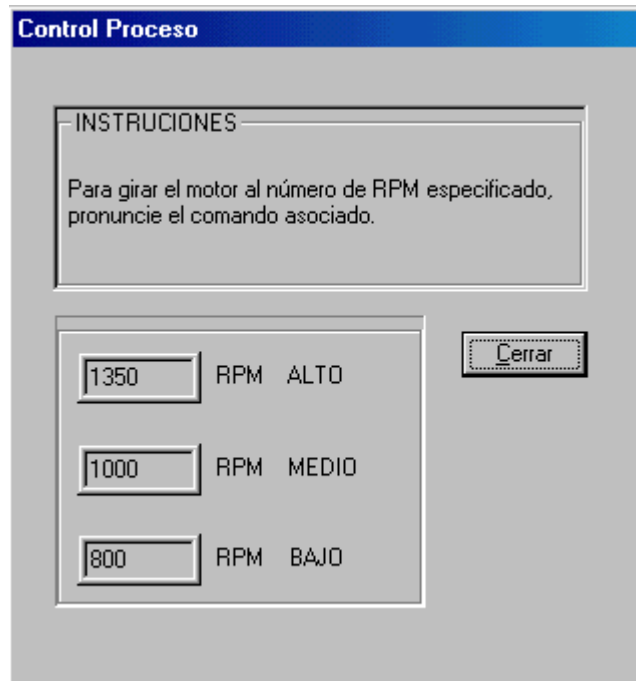 Control Proceso
INSTRUCIONES
Para girar el motor al número de RPM especificado,
pronuncie el comando asociado.
Cerrar
1350 RPM ALTO
1000 RPM MEDIO
800 RPM BAJO